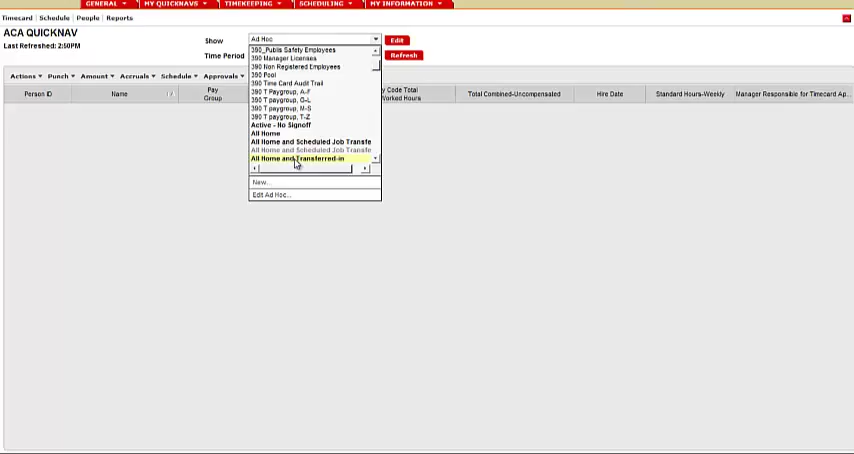 GENERAL MY QUICKNAVS TIMEKEEPING SCHEDULING MY INFORMATION
Timecard Schedule People Reports
ACA QUICKNAV
Last Refreshed: 2:50PM
Show Ad Hoc Edit
Time Period Refresh
390_Publis Safety Employees
390 Manager Licenses
390 Non Registered Employees
390 Pool
390 Time Card Audit Trail
390 T Paygroup, A-F
390 T paygroup, G-L
390 T Paygroup, M-S
390 T paygroup, T-Z
Active - No Signoff
All Home
All Home and Scheduled Job Transfe
All Home and Scheduled Job Transfe
All Home and Transferred-in
New...
Edit Ad Hoc...
Actions Punch Amount Accruals Schedule Approvals
Person ID Name Pay Group y Code Total Worked Hours Total Combined-Uncompensated Hire Date Standard Hours-Weekly Manager Responsible for Timecard Ap...